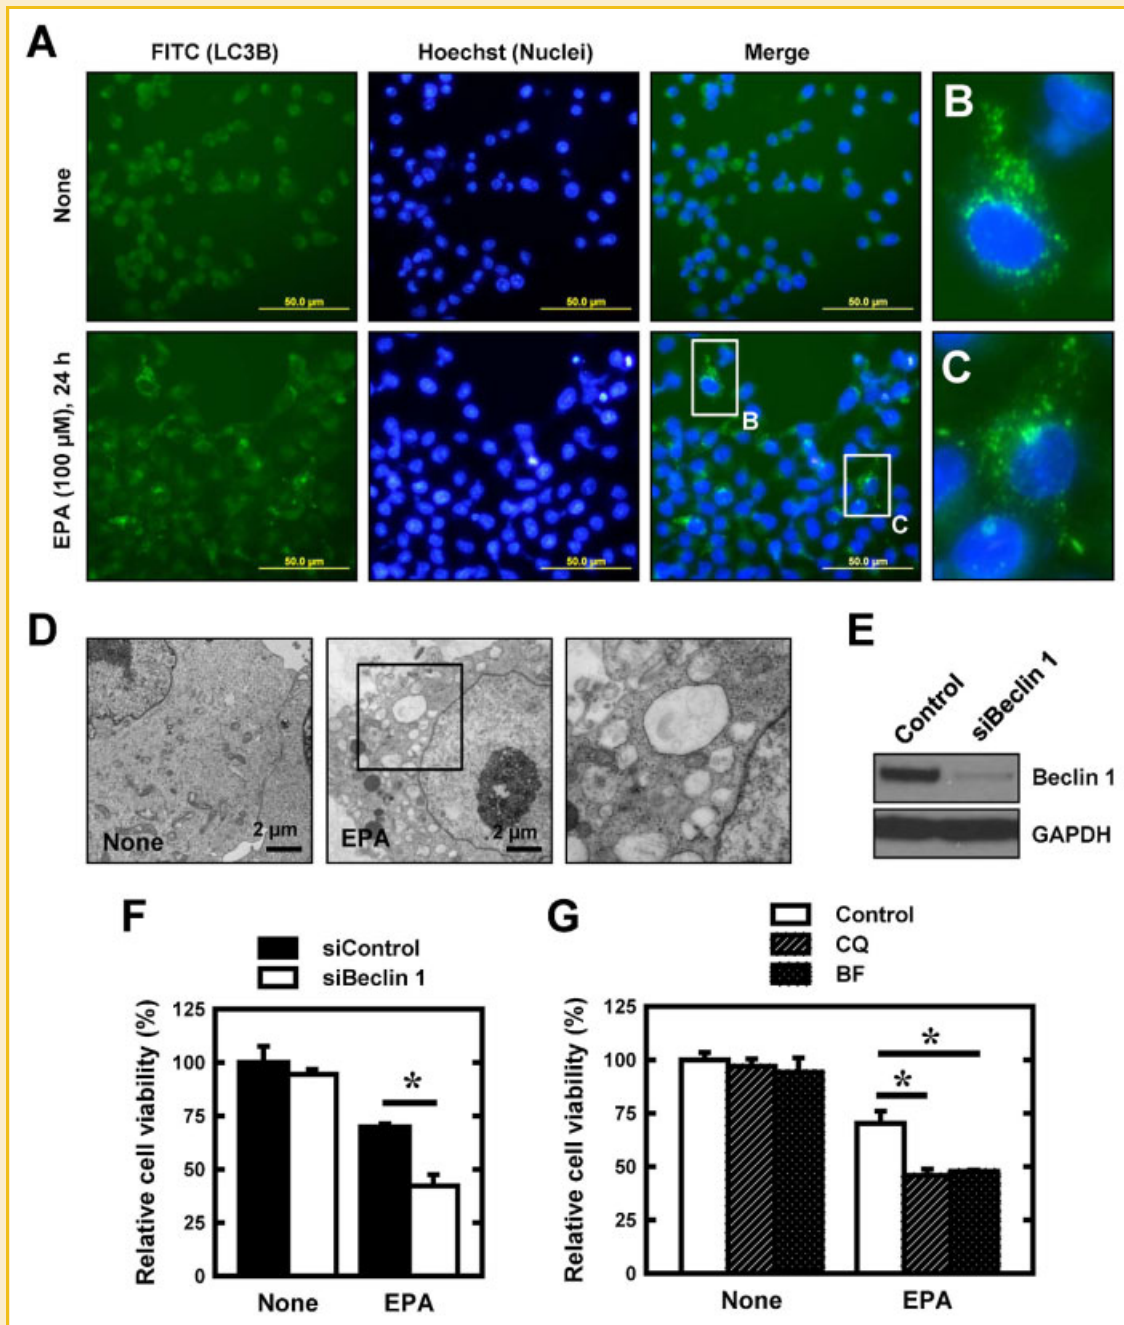 A
FITC (LC3B)
Hoechst (Nuclei)
Merge
None
50.0 µm
50.0 µm
50.0 µm
B
EPA (100 µM), 24 h
50.0 µm
50.0 µm
B
C
50.0 µm
C
D
None
2 µm
EPA
2 µm
E
Control
siBeclin 1
Beclin 1
GAPDH
F
siControl
siBeclin 1
Relative cell viability (%)
125
100
75
50
25
0
*
None
EPA
G
Control
CQ
BF
Relative cell viability (%)
125
100
75
50
25
0
*
*
None
EPA